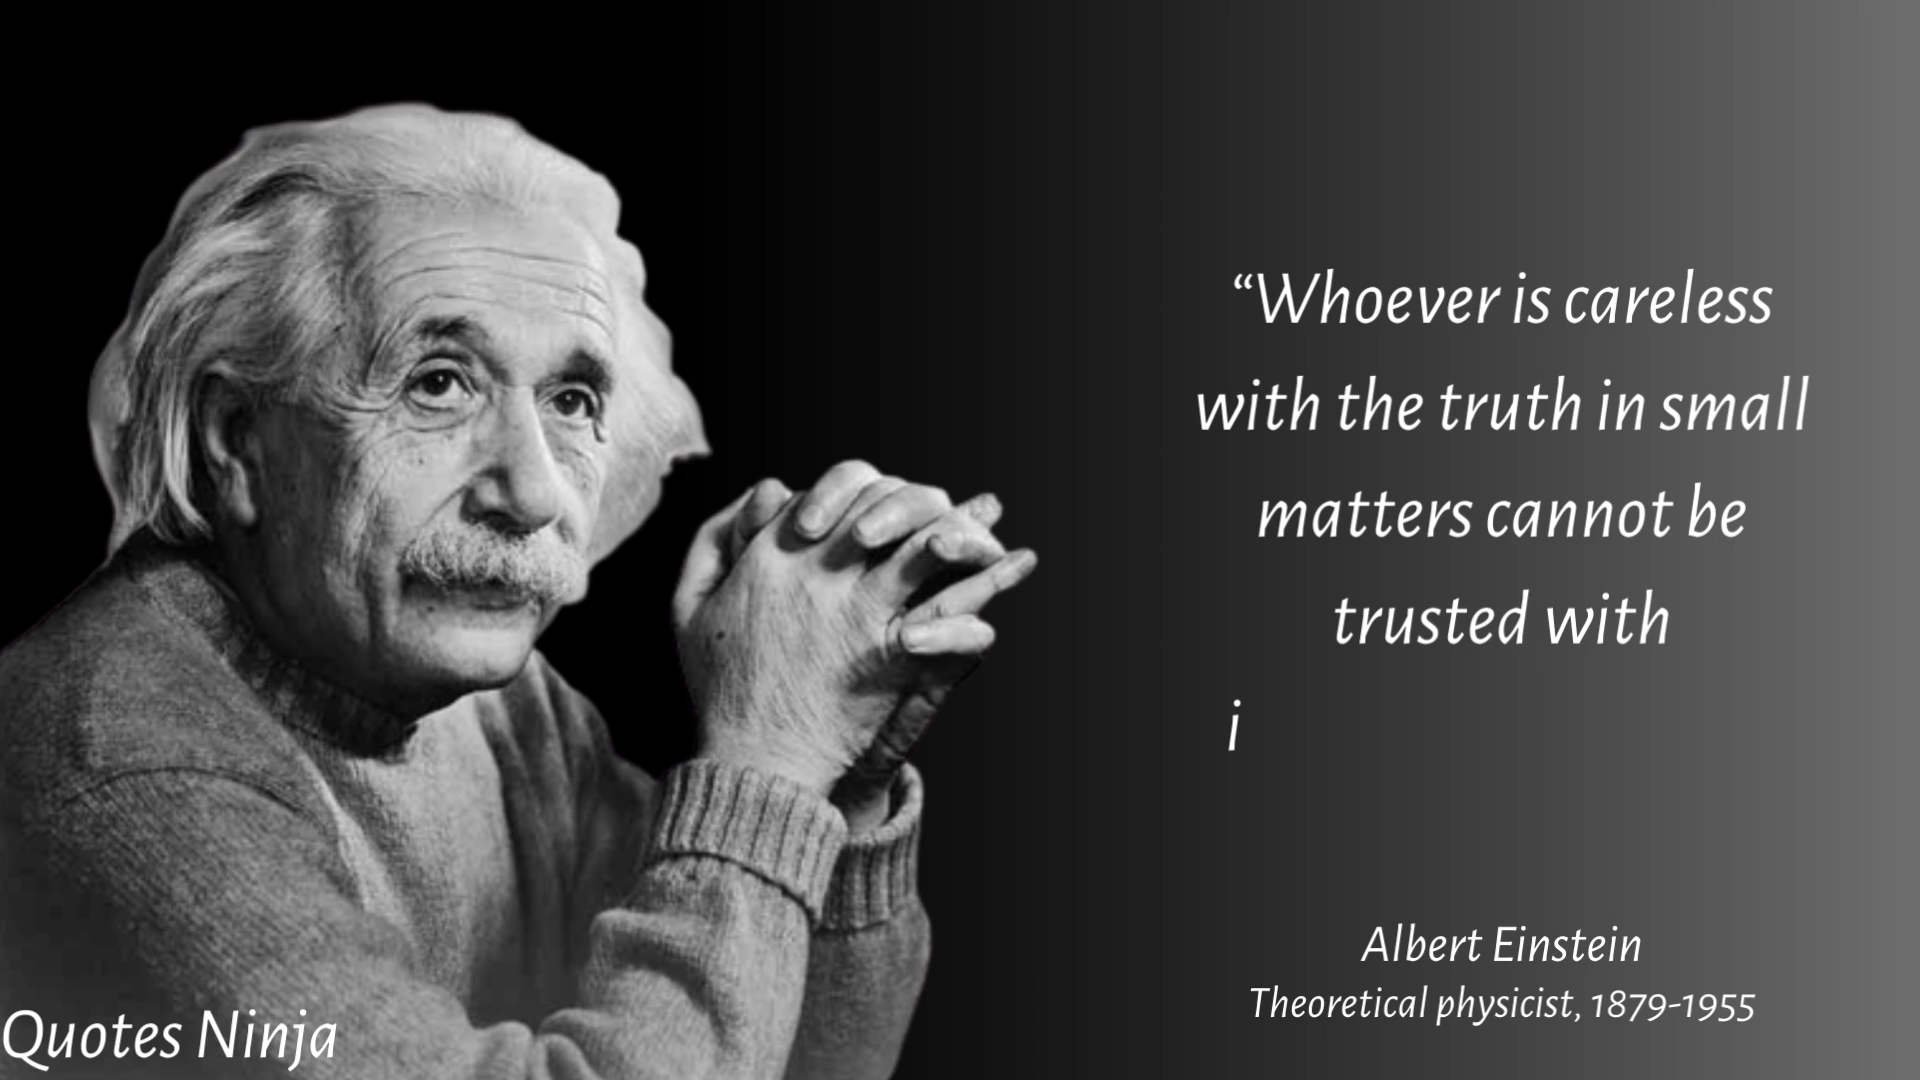 “Whoever is careless
with the truth in small
matters cannot be
trusted with
i
Albert Einstein
Theoretical physicist, 1879-1955
Quotes Ninja